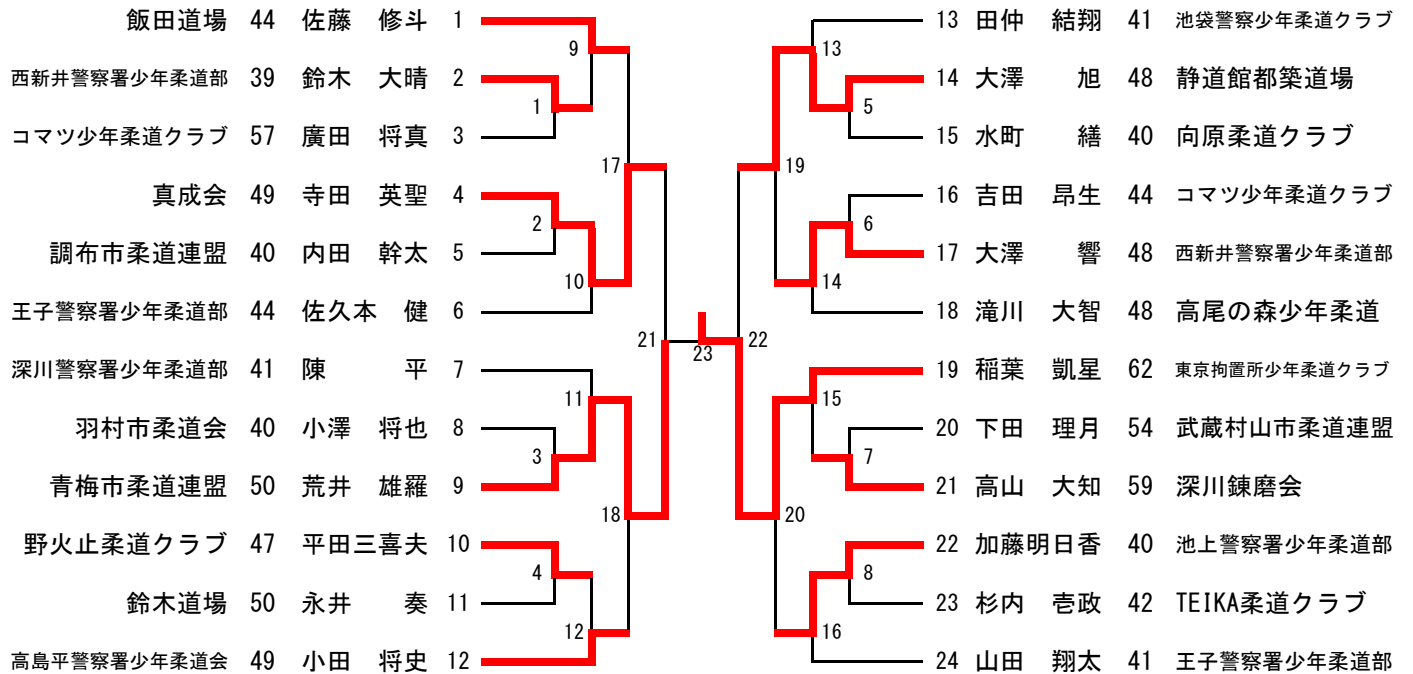 飯田道場 44 佐藤 修斗 1
西新井警察署少年柔道部 39 鈴木 大晴 2
コマツ少年柔道クラブ 57 廣田 将真 3
真成会 49 寺田 英聖 4
調布市柔道連盟 40 内田 幹太 5
王子警察署少年柔道部 44 佐久本 健 6
深川警察署少年柔道部 41 陳 平 7
羽村市柔道会 40 小澤 将也 8
青梅市柔道連盟 50 荒井 雄羅 9
野火止柔道クラブ 47 平田三喜夫 10
鈴木道場 50 永井 奏 11
高島平警察署少年柔道会 49 小田 将史 12
9
1
17
2
10
21
11
3
18
4
12
23
13
5
19
6
14
22
15
7
20
8
16
13 田仲 結翔 41 池袋警察少年柔道クラブ
14 大澤 旭 48 静道館都築道場
15 水町 繕 40 向原柔道クラブ
16 吉田 昂生 44 コマツ少年柔道クラブ
17 大澤 響 48 西新井警察署少年柔道部
18 滝川 大智 48 高尾の森少年柔道
19 稲葉 凱星 62 東京拘置所少年柔道クラブ
20 下田 理月 54 武蔵村山市柔道連盟
21 高山 大知 59 深川錬磨会
22 加藤明日香 40 池上警察署少年柔道部
23 杉内 壱政 42 TEIKA柔道クラブ
24 山田 翔太 41 王子警察署少年柔道部